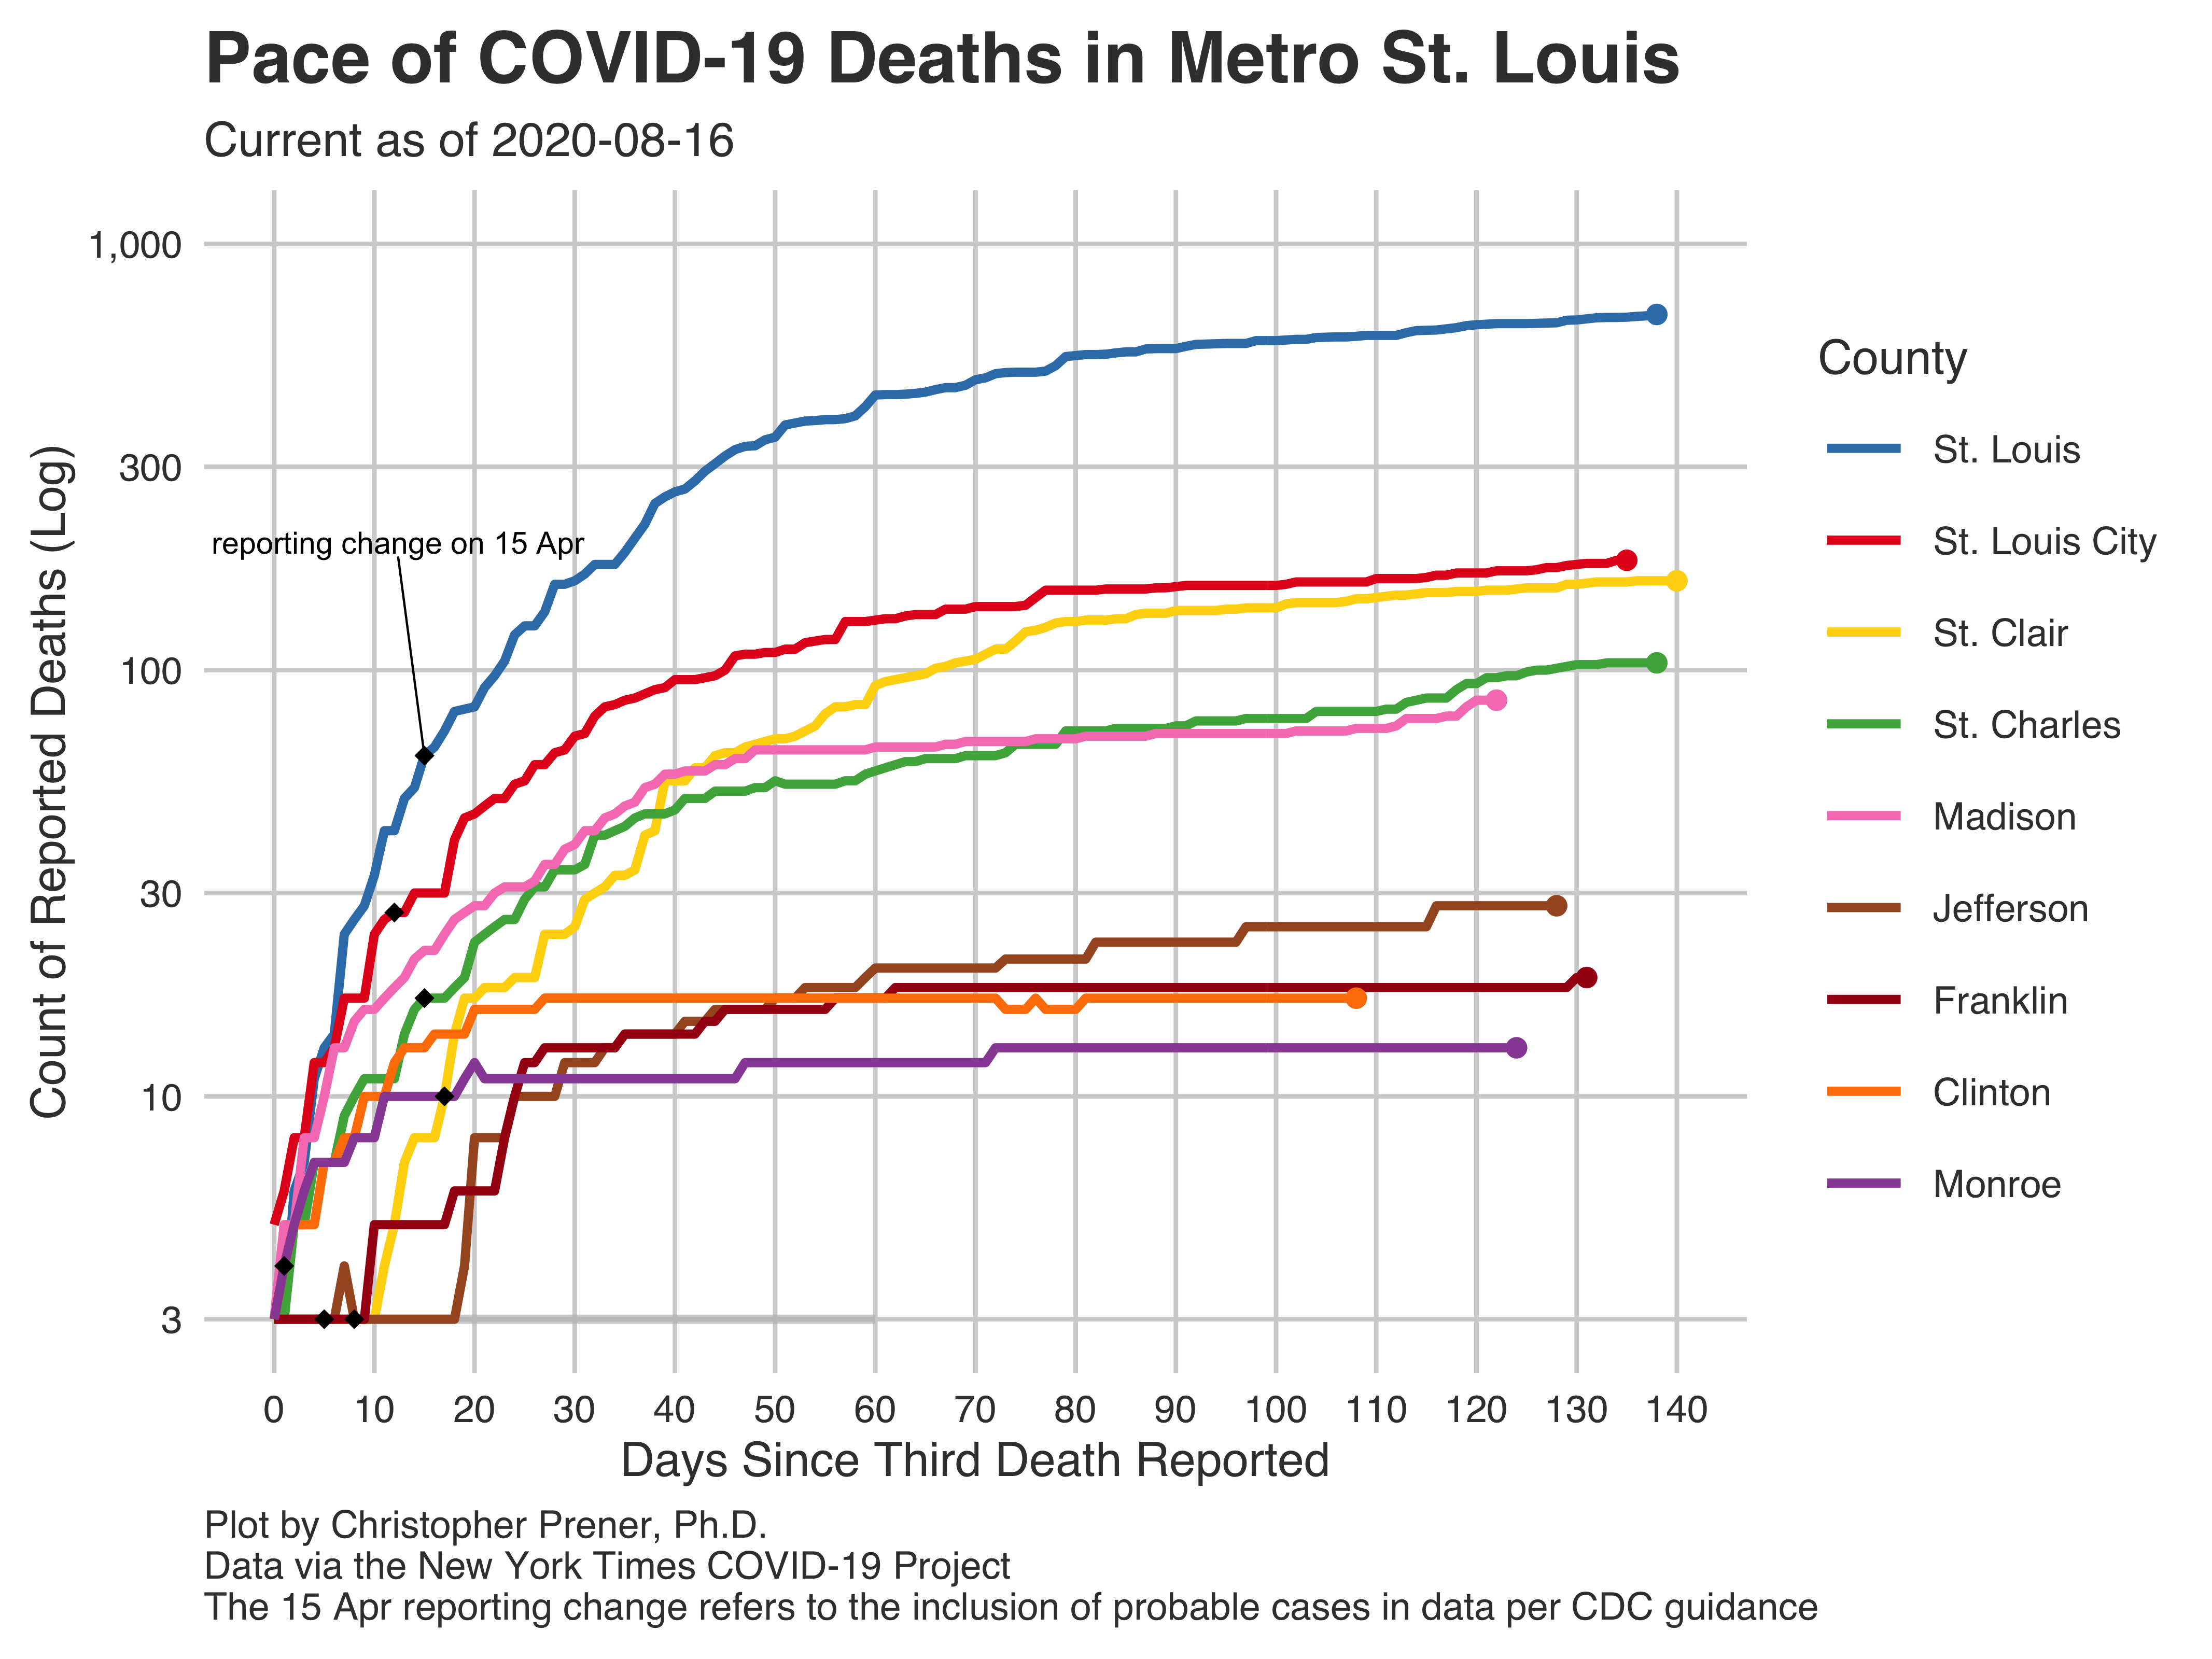 Pace of COVID-19 Deaths in Metro St. Louis
Current as of 2020-08-16
Count of Reported Deaths (Log)
1,000
300
100
30
10
3
reporting change on 15 Apr
0 10 20 30 40 50 60 70 80 90 100 110 120 130 140
Days Since Third Death Reported
County
St. Louis
St. Louis City
St. Clair
St. Charles
Madison
Jefferson
Franklin
Clinton
Monroe
Plot by Christopher Prener, Ph.D.
Data via the New York Times COVID-19 Project
The 15 Apr reporting change refers to the inclusion of probable cases in data per CDC guidance